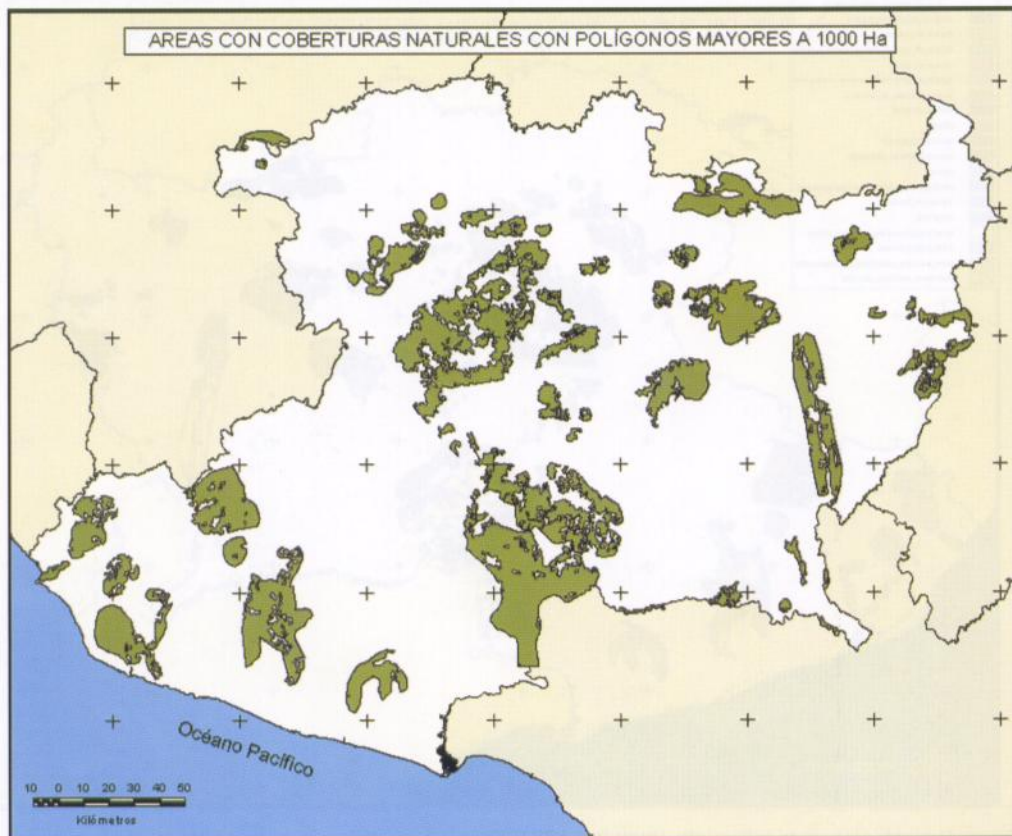 AREAS CON COBERTURAS NATURALES CON POLÍGONOS MAYORES A 1000 Ha
Océano Pacífico
10 0 10 20 30 40 50
Kilómetros